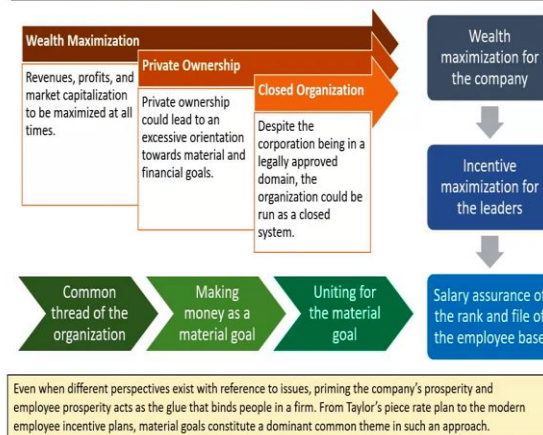 Wealth Maximization
Revenues, profits, and
market capitalization
to be maximized at all
times.
Private Ownership
Private ownership
could lead to an
excessive orientation
towards material and
financial goals.
Closed Organization
Despite the
corporation being in a
legally approved
domain, the
organization could be
run as a closed
system.
Wealth
maximization for
the company
Incentive
maximization for
the leaders
Salary assurance of
the rank and file of
the employee base
Common
thread of the
organization
Making
money as a
material goal
Uniting for
the material
goal
Even when different perspectives exist with reference to issues, priming the company's prosperity and
employee prosperity acts as the glue that binds people in a firm. From Taylor's piece rate plan to the modern
employee incentive plans, material goals constitute a dominant common theme in such an approach.